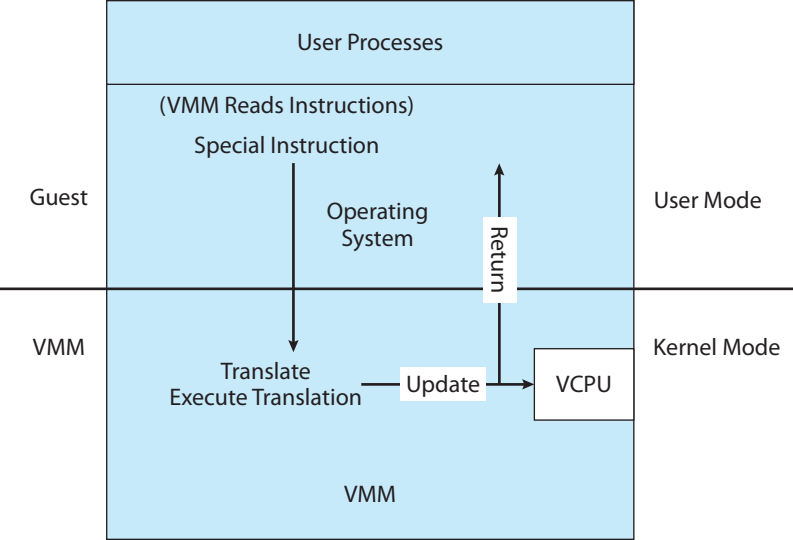 User Processes
(VMM Reads Instructions)
Special Instruction
Guest
Operating
System
User Mode
Return
VMM
Kernel Mode
Translate
Execute Translation
Update
VCPU
VMM